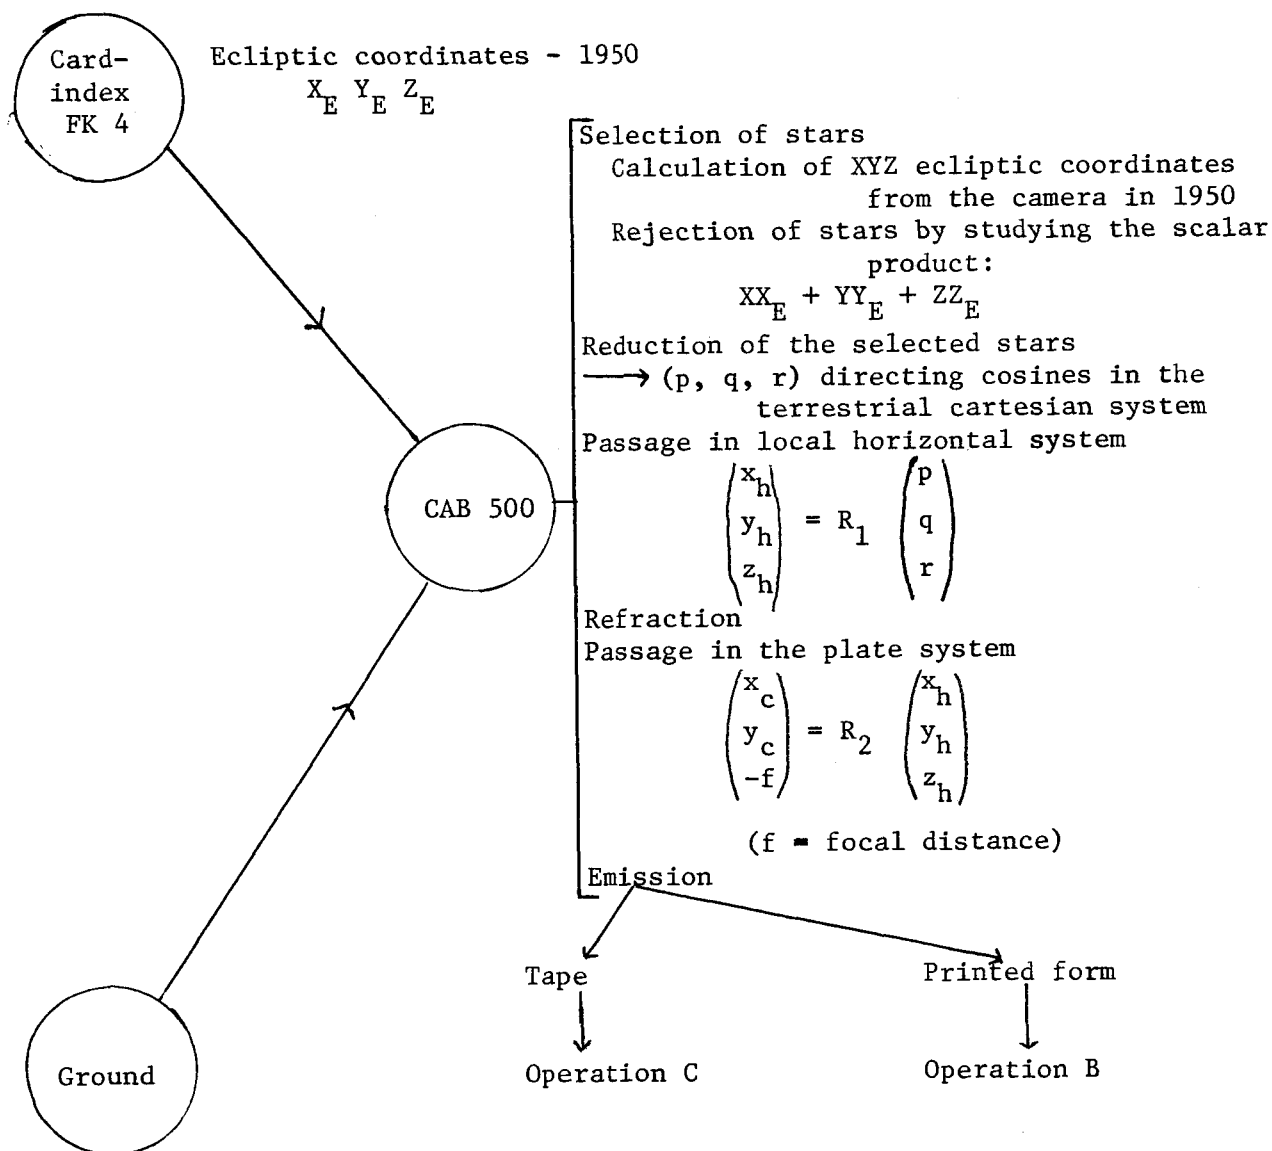 Card-
index
FK 4
Ecliptic coordinates - 1950
X_E Y_E Z_E
Selection of stars
Calculation of XYZ ecliptic coordinates
from the camera in 1950
Rejection of stars by studying the scalar
product:
XX_E + YY_E + ZZ_E
Reduction of the selected stars
→ (p, q, r) directing cosines in the
terrestrial cartesian system
Passage in local horizontal system
(x_h y_h z_h) = R_1 (p q r)
CAB 500
Refraction
Passage in the plate system
(x_c y_c -f) = R_2 (x_h y_h z_h)
(f = focal distance)
Emission
Tape
Printed form
Operation C
Operation B
Ground